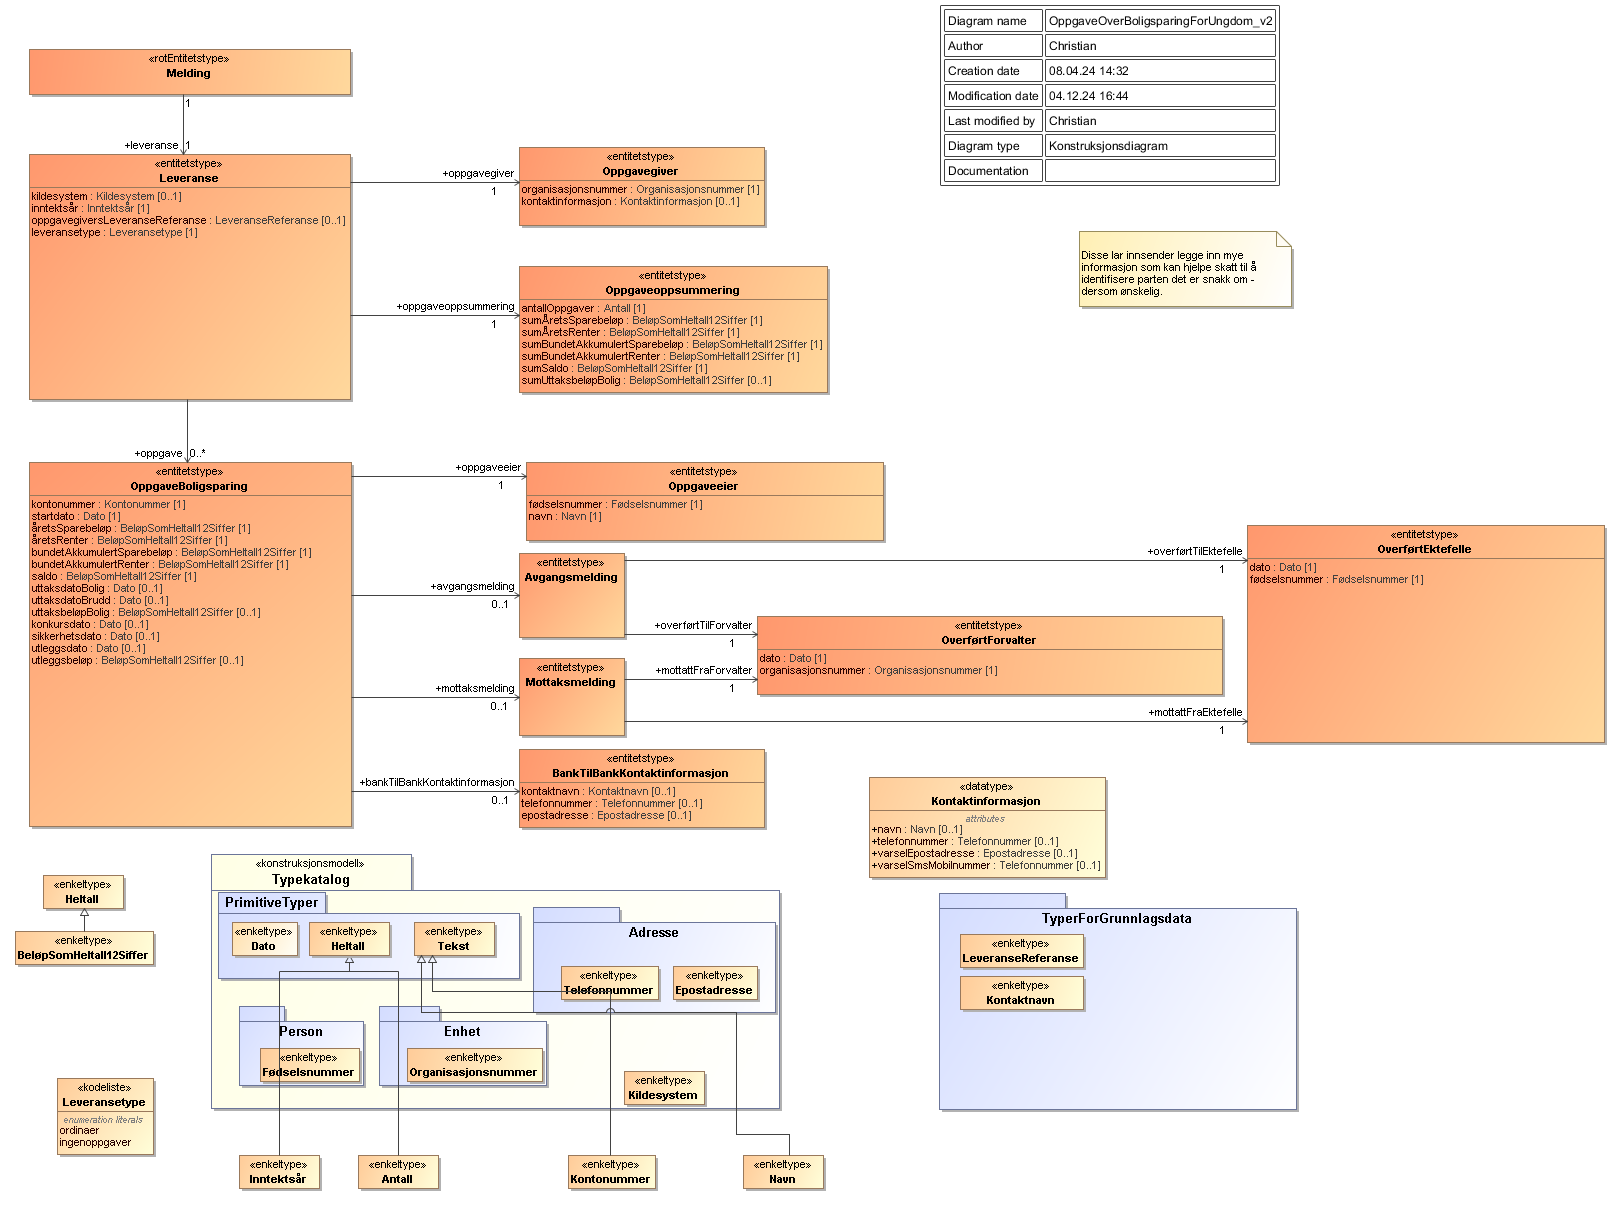 Diagram name OppgaveOverBoligsparingForUngdom_v2
Author Christian
Creation date 08.04.24 14:32
Modification date 04.12.24 16:44
Last modified by Christian
Diagram type Konstruksjonsdiagram
Documentation
«rotEntitetstype»
Melding
1
+leveranse 1
«entitetstype»
Leveranse
kildesystem : Kildesystem [0..1]
inntektsår : Inntektsår [1]
oppgavegiversLeveranseReferanse : LeveranseReferanse [0..1]
leveransetype : Leveransetype [1]
+oppgavegiver
1
«entitetstype»
Oppgavegiver
organisasjonsnummer : Organisasjonsnummer [1]
kontaktinformasjon : Kontaktinformasjon [0..1]
Disse lar innsender legge inn mye
informasjon som kan hjelpe skatt til å
identifisere parten det er snakk om -
dersom ønskelig.
+oppgaveoppsummering
1
«entitetstype»
Oppgaveoppsummering
antallOppgaver : Antall [1]
sumÅretsSparebeløp : BeløpSomHeltall12Siffer [1]
sumÅretsRenter : BeløpSomHeltall12Siffer [1]
sumBundetAkkumulertSparebeløp : BeløpSomHeltall12Siffer [1]
sumBundetAkkumulertRenter : BeløpSomHeltall12Siffer [1]
sumSaldo : BeløpSomHeltall12Siffer [1]
sumUttaksbeløpBolig : BeløpSomHeltall12Siffer [0..1]
+oppgave 0..*
«entitetstype»
OppgaveBoligsparing
kontonummer : Kontonummer [1]
startdato : Dato [1]
åretsSparebeløp : BeløpSomHeltall12Siffer [1]
åretsRenter : BeløpSomHeltall12Siffer [1]
bundetAkkumulertSparebeløp : BeløpSomHeltall12Siffer [1]
bundetAkkumulertRenter : BeløpSomHeltall12Siffer [1]
saldo : BeløpSomHeltall12Siffer [1]
uttaksdatoBolig : Dato [0..1]
uttaksdatoBrudd : Dato [0..1]
uttaksbeløpBolig : BeløpSomHeltall12Siffer [0..1]
konkursdato : Dato [0..1]
sikkerhetsdato : Dato [0..1]
utleggsdato : Dato [0..1]
utleggsbeløp : BeløpSomHeltall12Siffer [0..1]
+oppgaveeier
1
«entitetstype»
Oppgaveeier
fødselsnummer : Fødselsnummer [1]
navn : Navn [1]
+avgangsmelding
0..1
«entitetstype»
Avgangsmelding
+overførtTilEktefelle
1
«entitetstype»
OverførtEktefelle
dato : Dato [1]
fødselsnummer : Fødselsnummer [1]
+overførtTilForvalter
1
«entitetstype»
OverførtForvalter
dato : Dato [1]
organisasjonsnummer : Organisasjonsnummer [1]
+mottaksmelding
0..1
«entitetstype»
Mottaksmelding
+mottattFraForvalter
1
+mottattFraEktefelle
1
+bankTilBankKontaktinformasjon
0..1
«entitetstype»
BankTilBankKontaktinformasjon
kontaktnavn : Kontaktnavn [0..1]
telefonnummer : Telefonnummer [0..1]
epostadresse : Epostadresse [0..1]
«datatype»
Kontaktinformasjon
attributes
+navn : Navn [0..1]
+telefonnummer : Telefonnummer [0..1]
+varselEpostadresse : Epostadresse [0..1]
+varselSmsMobilnummer : Telefonnummer [0..1]
«enkeltype»
Heltall
«enkeltype»
BeløpSomHeltall12Siffer
«konstruksjonsmodell»
Typekatalog
PrimitiveTyper
«enkeltype»
Dato
«enkeltype»
Heltall
«enkeltype»
Tekst
Adresse
«enkeltype»
Telefonnummer
«enkeltype»
Epostadresse
Person
«enkeltype»
Fødselsnummer
Enhet
«enkeltype»
Organisasjonsnummer
«enkeltype»
Kildesystem
TyperForGrunnlagsdata
«enkeltype»
LeveranseReferanse
«enkeltype»
Kontaktnavn
«kodeliste»
Leveransetype
enumeration literals
ordinaer
ingenoppgaver
«enkeltype»
Inntektsår
«enkeltype»
Antall
«enkeltype»
Kontonummer
«enkeltype»
Navn